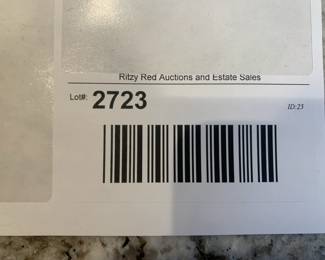 Ritzy Red Auctions and Estate Sales
Lot#: 2723
ID:23